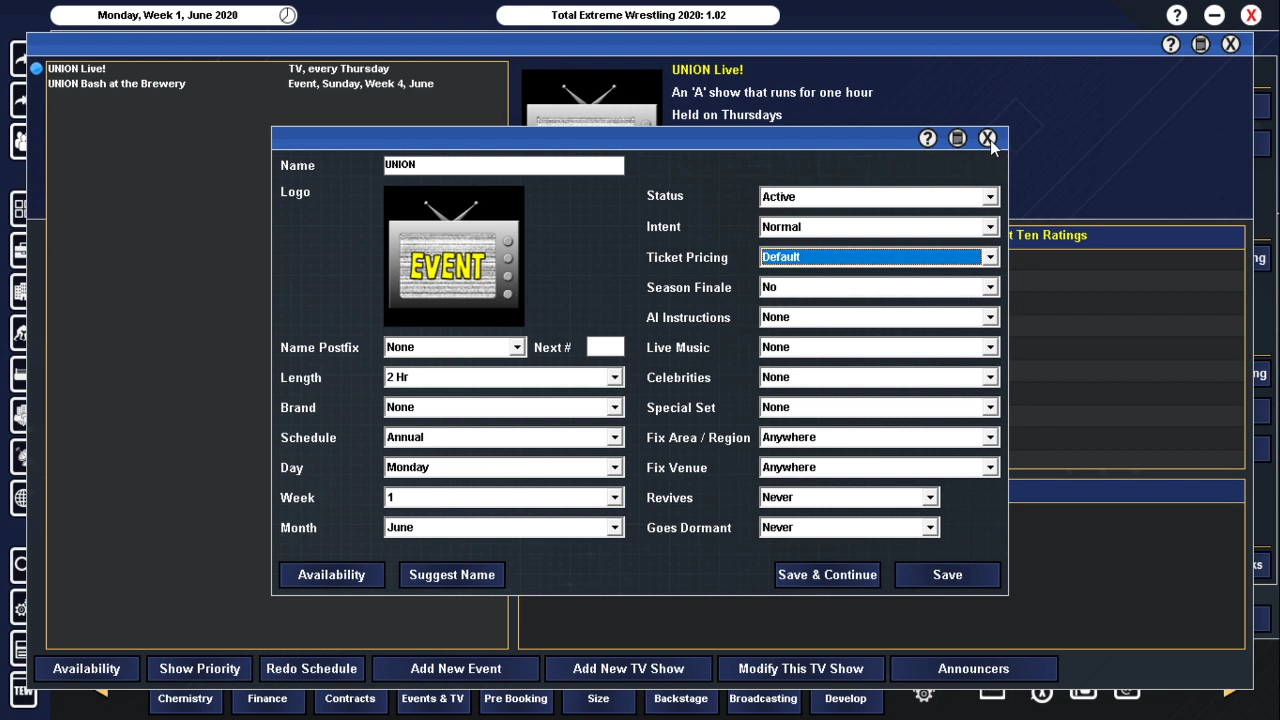 Monday, Week 1, June 2020
Total Extreme Wrestling 2020: 1.02
? X
? X
UNION Live! TV, every Thursday
UNION Bash at the Brewery Event, Sunday, Week 4, June
UNION Live!
An 'A' show that runs for one hour
Held on Thursdays
? X
Name UNION
Logo
EVENT
Status Active
Intent Normal
Ticket Pricing Default
Season Finale No
AI Instructions None
Name Postfix None Next #
Live Music None
Length 2 Hr
Celebrities None
Brand None
Special Set None
Schedule Annual
Fix Area / Region Anywhere
Day Monday
Fix Venue Anywhere
Week 1
Revives Never
Month June
Goes Dormant Never
Availability Suggest Name Save & Continue Save
t Ten Ratings
ng
ng
ks
Availability Show Priority Redo Schedule Add New Event Add New TV Show Modify This TV Show Announcers
TEW
Chemistry Finance Contracts Events & TV Pre Booking Size Backstage Broadcasting Develop